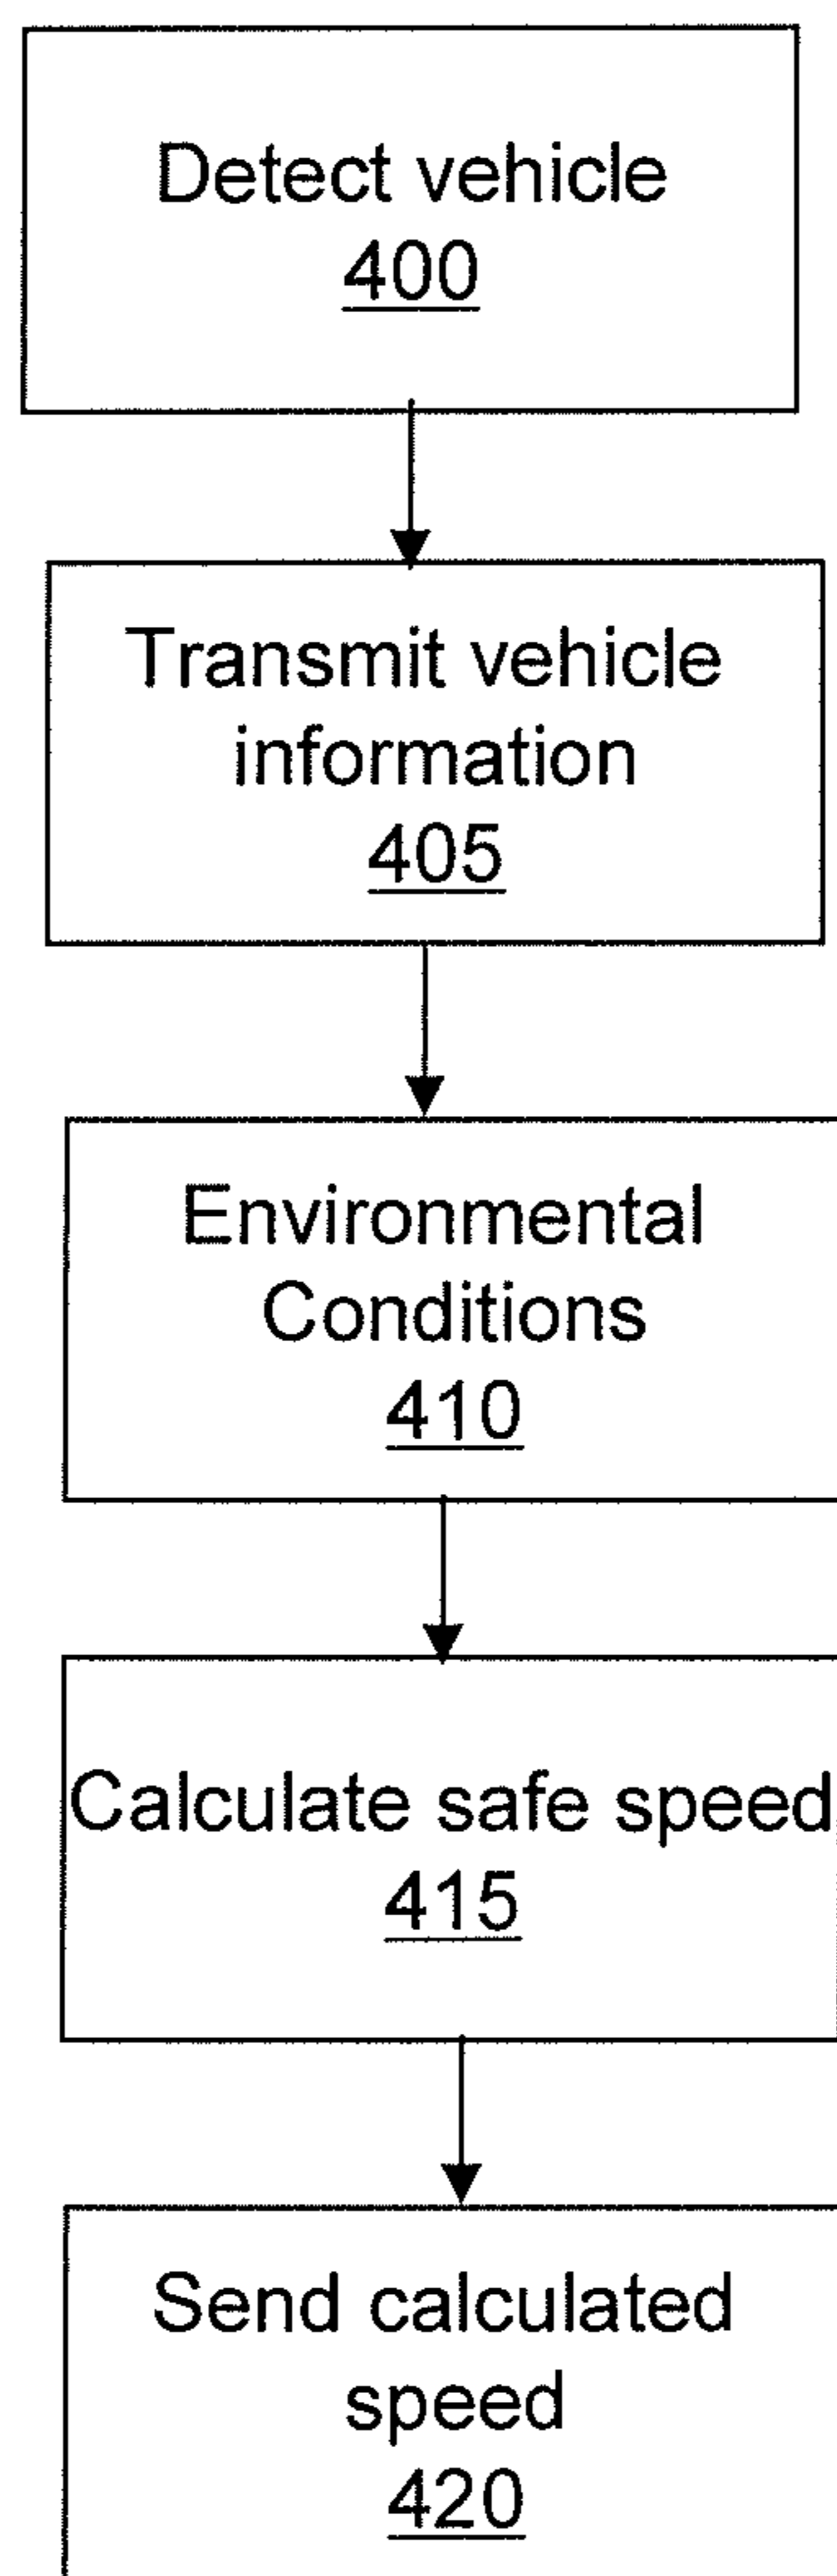 Detect vehicle
400
Transmit vehicle
information
405
Environmental
Conditions
410
Calculate safe speed
415
Send calculated
speed
420